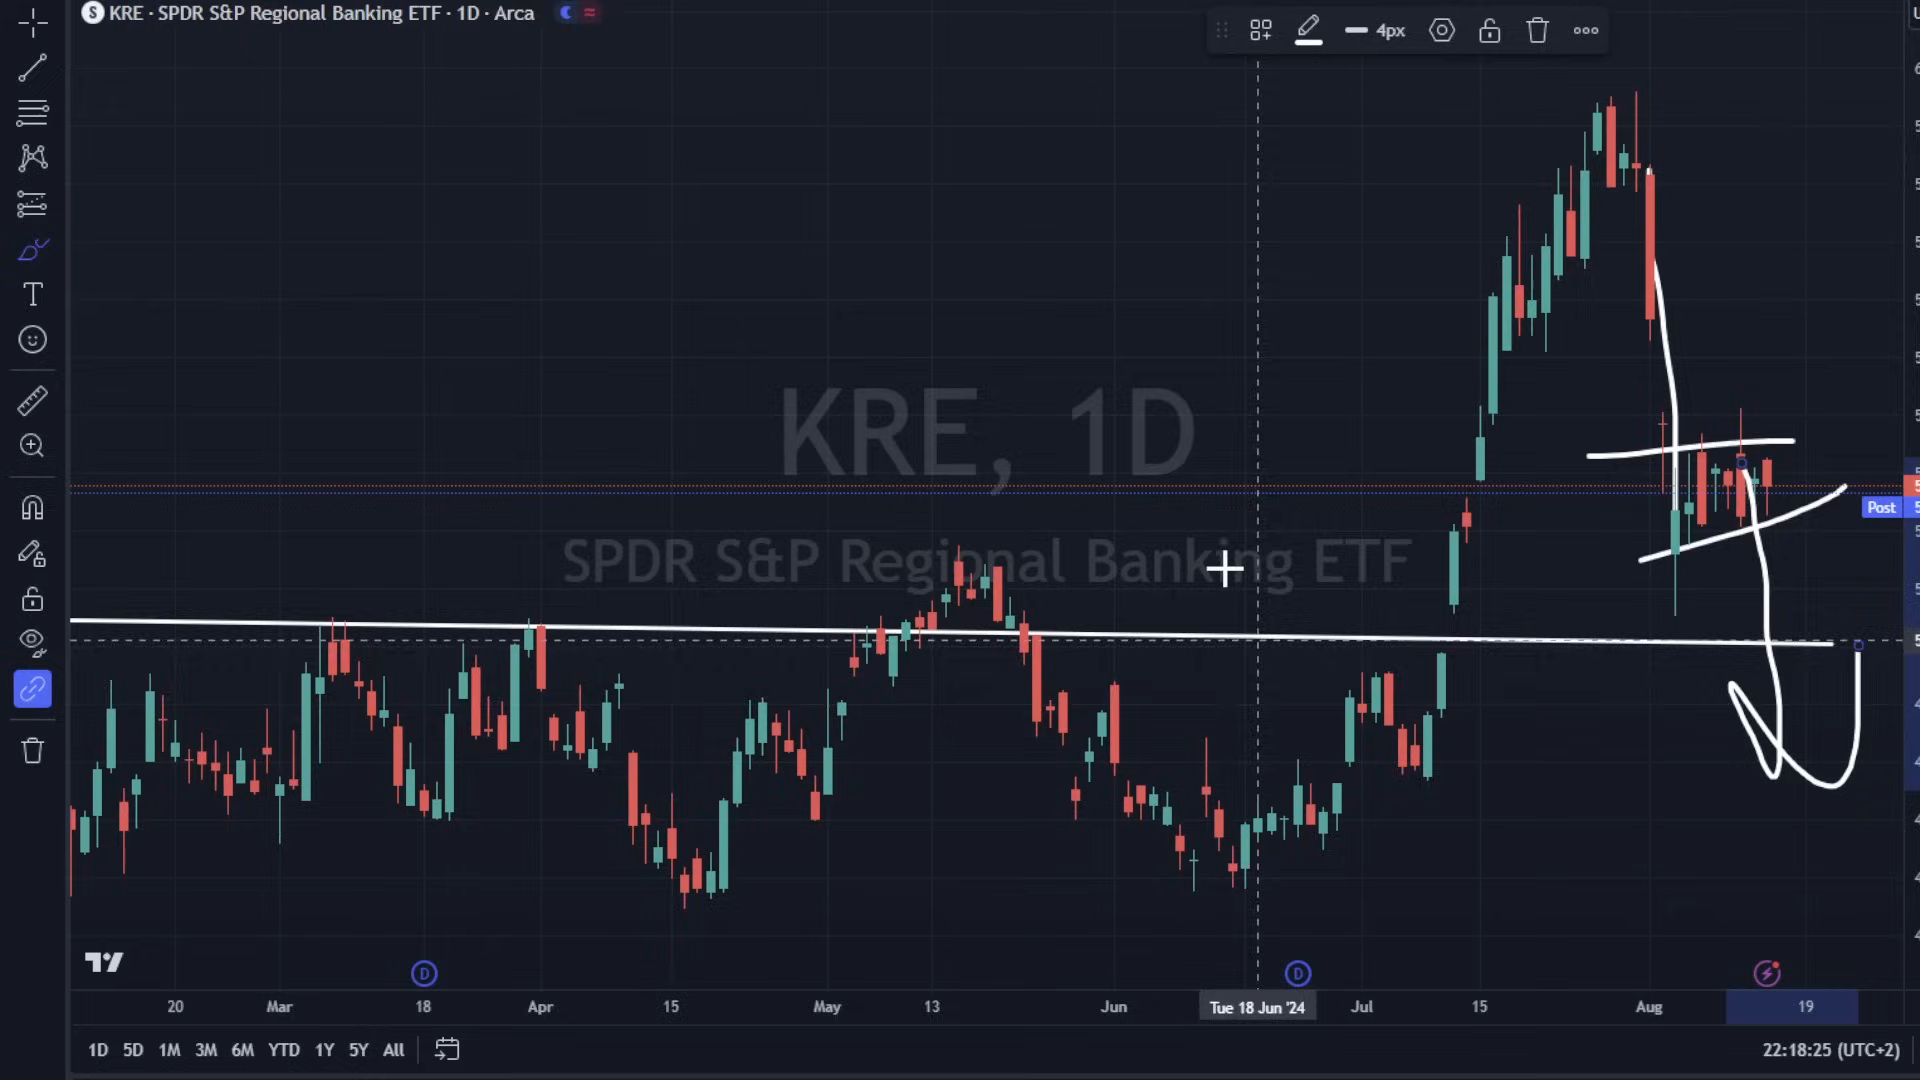 KRE · SPDR S&P Regional Banking ETF · 1D · Arca
4px
KRE, 1D
SPDR S&P Regional Banking ETF
Post
D
D
20 Mar 18 Apr 15 May 13 Jun Tue 18 Jun '24 Jul 15 Aug 19
1D 5D 1M 3M 6M YTD 1Y 5Y All
22:18:25 (UTC+2)